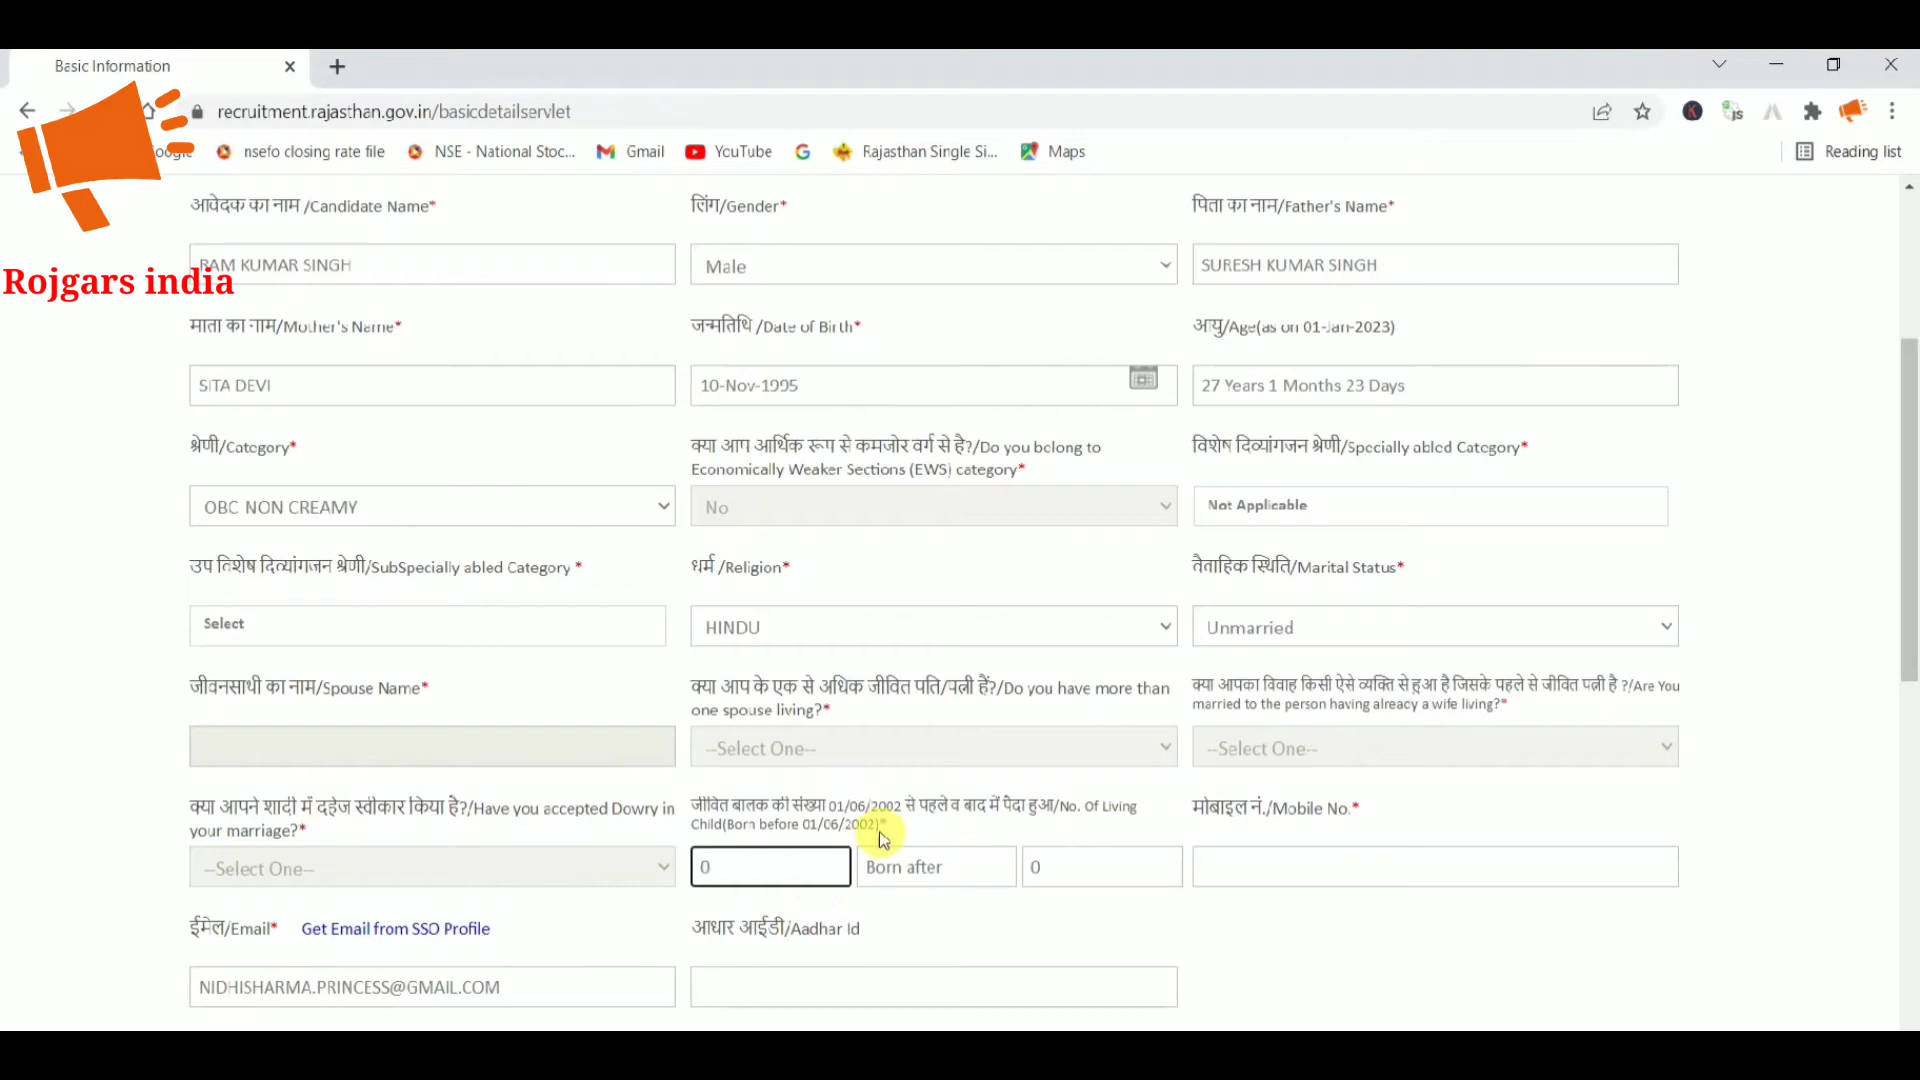 Basic Information
recruitment.rajasthan.gov.in/basicdetailservlet
nsefo closing rate file NSE - National Stoc... Gmail YouTube Rajasthan Single Si... Maps Reading list
Rojgars india
आवेदक का नाम /Candidate Name* लिंग/Gender* पिता का नाम/Father's Name*
RAM KUMAR SINGH Male SURESH KUMAR SINGH
माता का नाम/Mother's Name* जन्मतिथि /Date of Birth* आयु/Age(as on 01-Jan-2023)
SITA DEVI 10-Nov-1995 27 Years 1 Months 23 Days
श्रेणी/Category* क्या आप आर्थिक रूप से कमजोर वर्ग से है?/Do you belong to विशेष दिव्यांगजन श्रेणी/Specially abled Category*
Economically Weaker Sections (EWS) category*
OBC NON CREAMY No Not Applicable
उप विशेष दिव्यांगजन श्रेणी/SubSpecially abled Category * धर्म /Religion* वैवाहिक स्थिति/Marital Status*
Select HINDU Unmarried
जीवनसाथी का नाम/Spouse Name* क्या आप के एक से अधिक जीवित पति/पत्नी हैं?/Do you have more than क्या आपका विवाह किसी ऐसे व्यक्ति से हुआ है जिसके पहले से जीवित पत्नी है ?/Are You
one spouse living?* married to the person having already a wife living?*
--Select One-- --Select One--
क्या आपने शादी में दहेज स्वीकार किया है?/Have you accepted Dowry in जीवित बालक की संख्या 01/06/2002 से पहले व बाद में पैदा हुआ/No. Of Living मोबाइल नं./Mobile No.*
your marriage?* Child(Born before 01/06/2002)*
--Select One-- 0 Born after 0
ईमेल/Email* Get Email from SSO Profile आधार आईडी/Aadhar Id
NIDHISHARMA.PRINCESS@GMAIL.COM